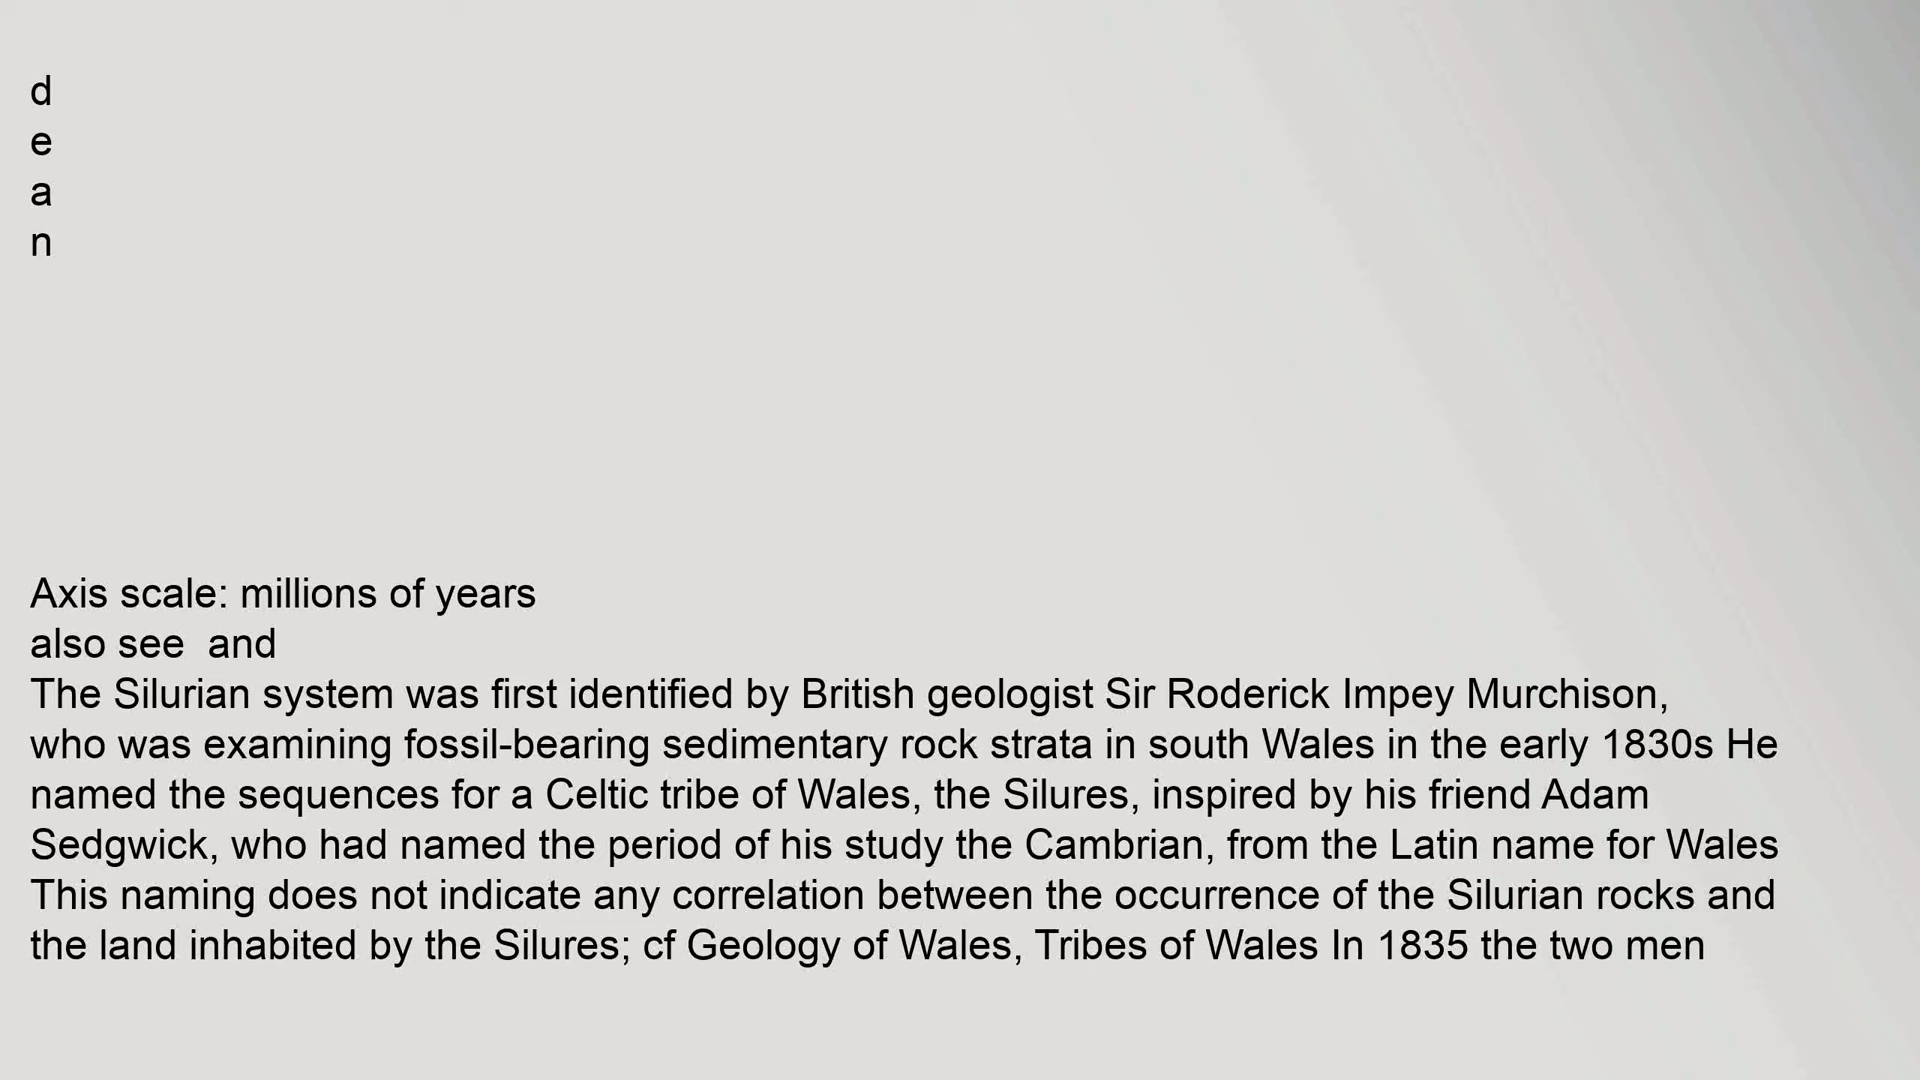 d
e
a
n
Axis scale: millions of years
also see  and
The Silurian system was first identified by British geologist Sir Roderick Impey Murchison,
who was examining fossil-bearing sedimentary rock strata in south Wales in the early 1830s He
named the sequences for a Celtic tribe of Wales, the Silures, inspired by his friend Adam
Sedgwick, who had named the period of his study the Cambrian, from the Latin name for Wales
This naming does not indicate any correlation between the occurrence of the Silurian rocks and
the land inhabited by the Silures; cf Geology of Wales, Tribes of Wales In 1835 the two men